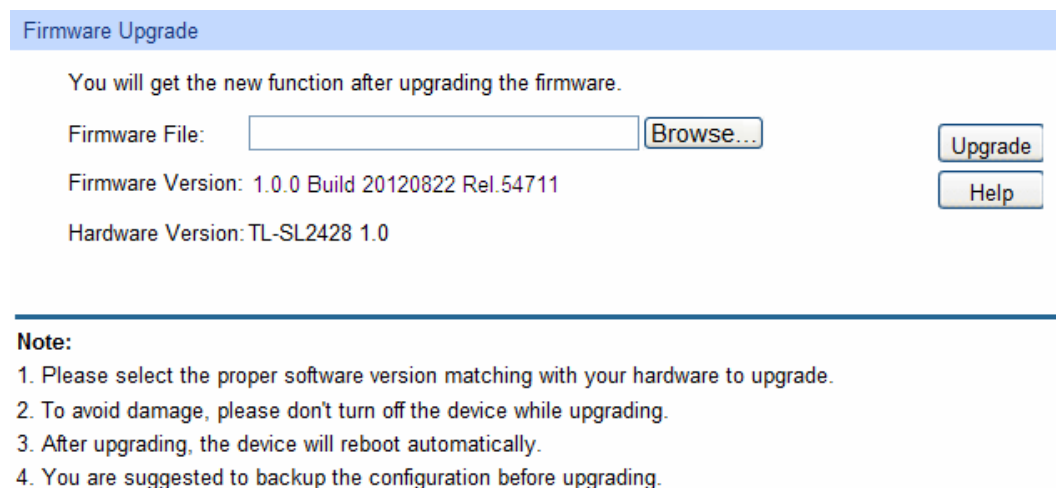 Firmware Upgrade
You will get the new function after upgrading the firmware.
Firmware File:
Browse...
Upgrade
Firmware Version: 1.0.0 Build 20120822 Rel.54711
Help
Hardware Version: TL-SL2428 1.0
Note:
1. Please select the proper software version matching with your hardware to upgrade.
2. To avoid damage, please don't turn off the device while upgrading.
3. After upgrading, the device will reboot automatically.
4. You are suggested to backup the configuration before upgrading.